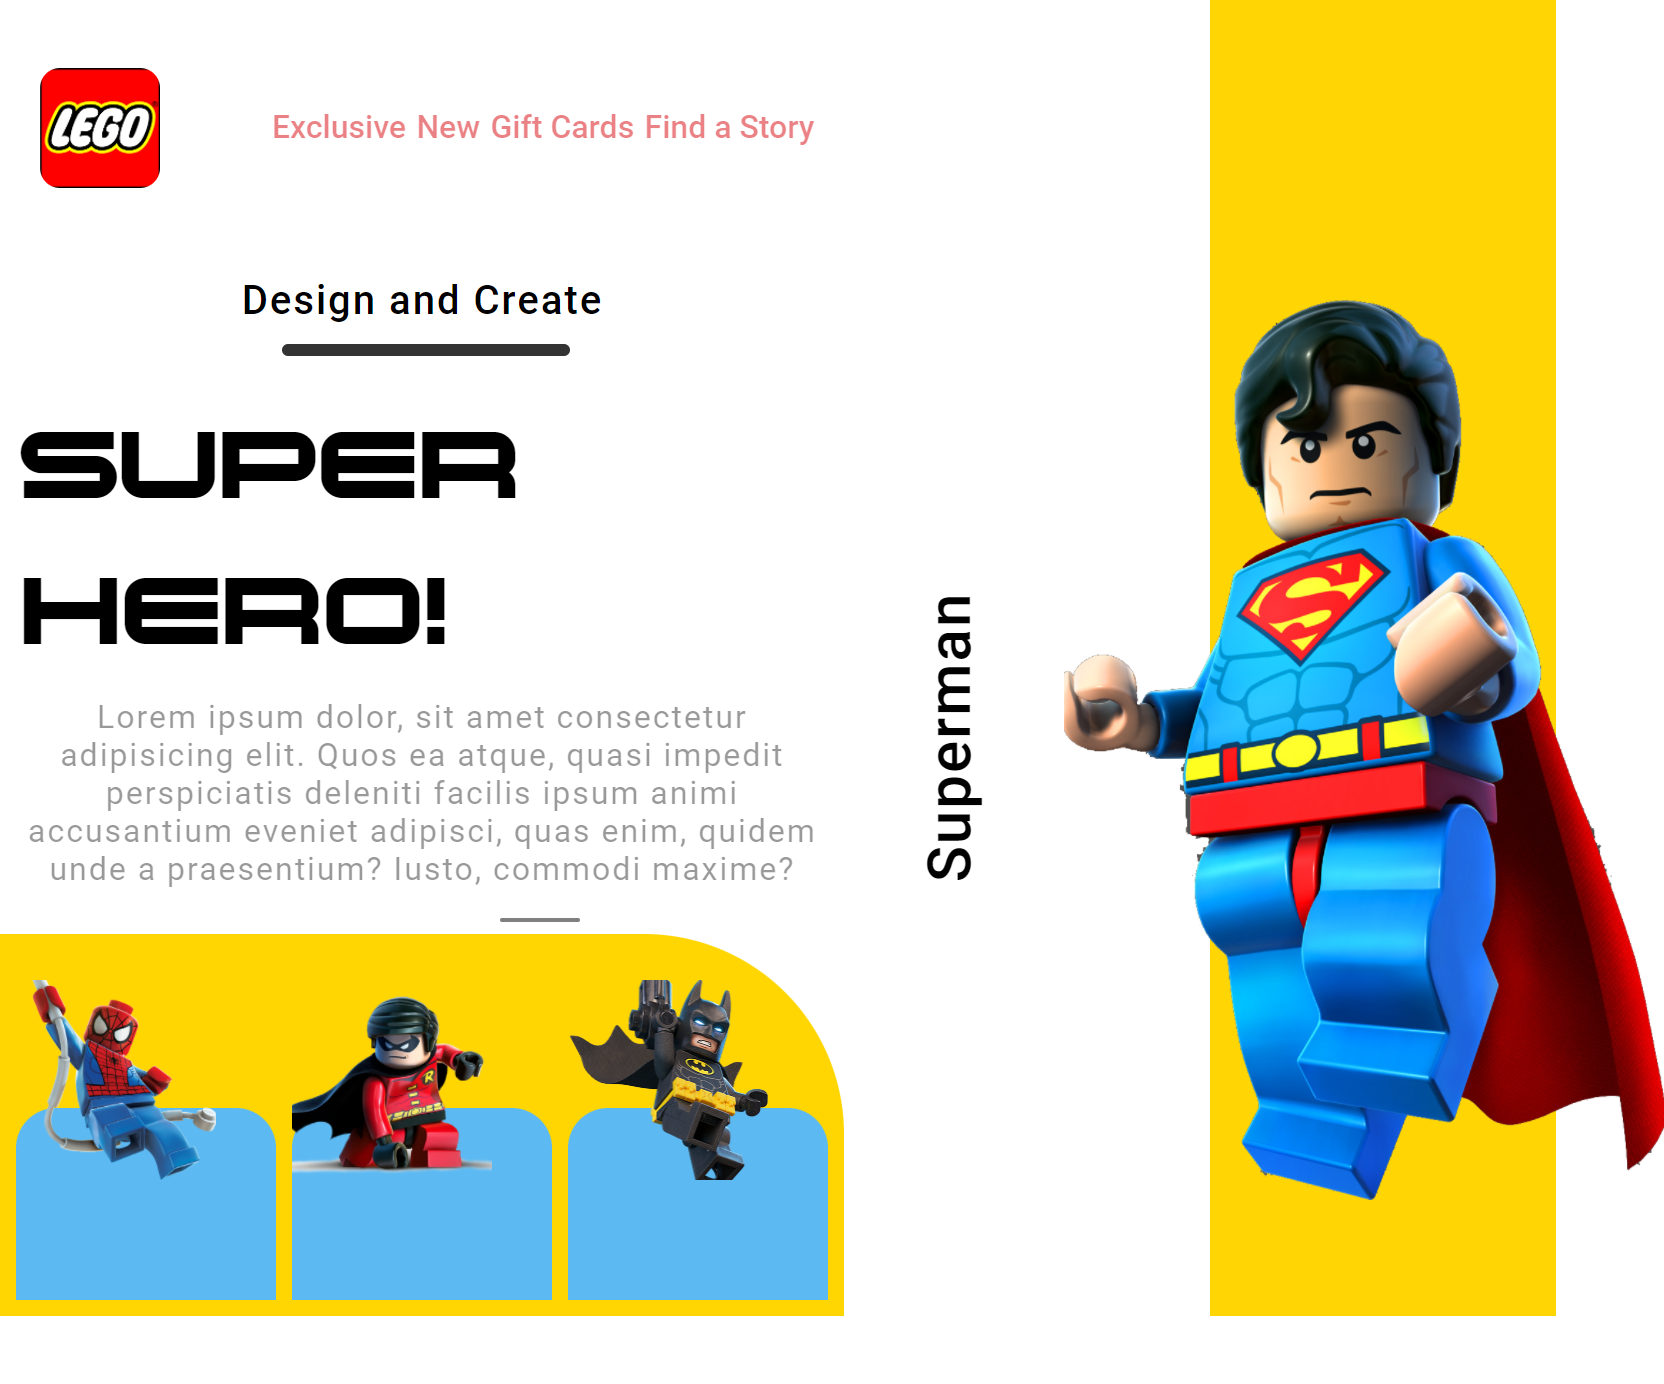 LEGO
Exclusive New Gift Cards Find a Story
Design and Create
SUPER
HERO!
Lorem ipsum dolor, sit amet consectetur
adipisicing elit. Quos ea atque, quasi impedit
perspiciatis deleniti facilis ipsum animi
accusantium eveniet adipisci, quas enim, quidem
unde a praesentium? Iusto, commodi maxime?
Superman
S
R